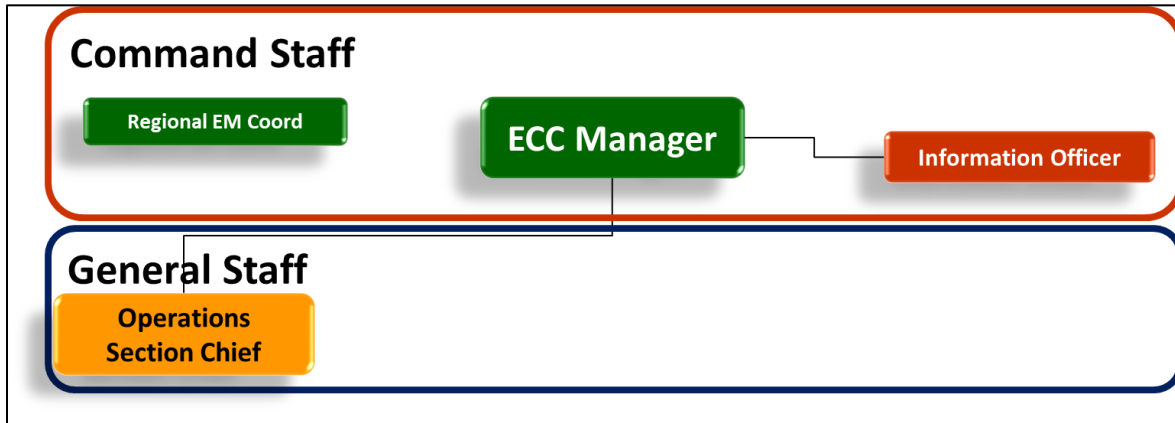 Command Staff
Regional EM Coord
ECC Manager
Information Officer
General Staff
Operations
Section Chief